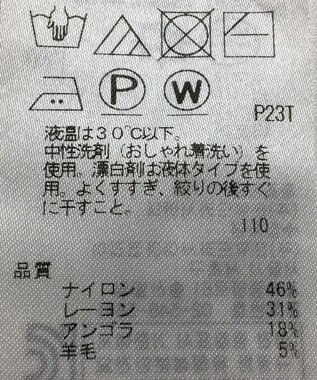 P W
P23T
液温は30℃以下。
中性洗剤（おしゃれ着洗い）を
使用。漂白剤は液体タイプを使
用。よくすすぎ、絞りの後すぐ
に干すこと。
110
品質
ナイロン 46%
レーヨン 31%
アンゴラ 18%
羊毛 5%